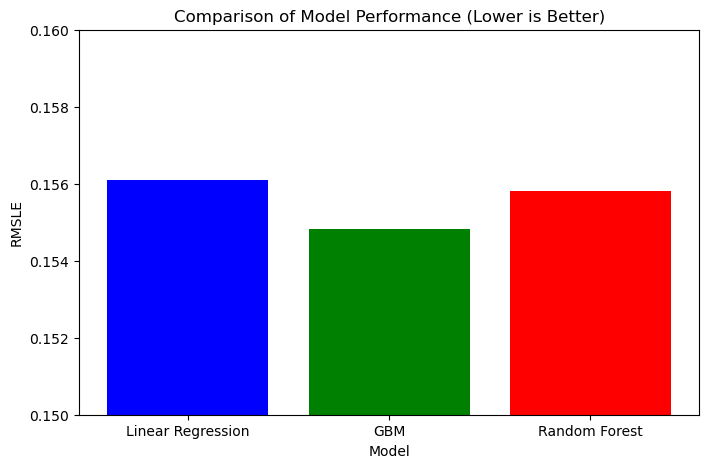 Comparison of Model Performance (Lower is Better)
0.160
0.158
0.156
0.154
0.152
0.150
RMSLE
Linear Regression
GBM
Random Forest
Model